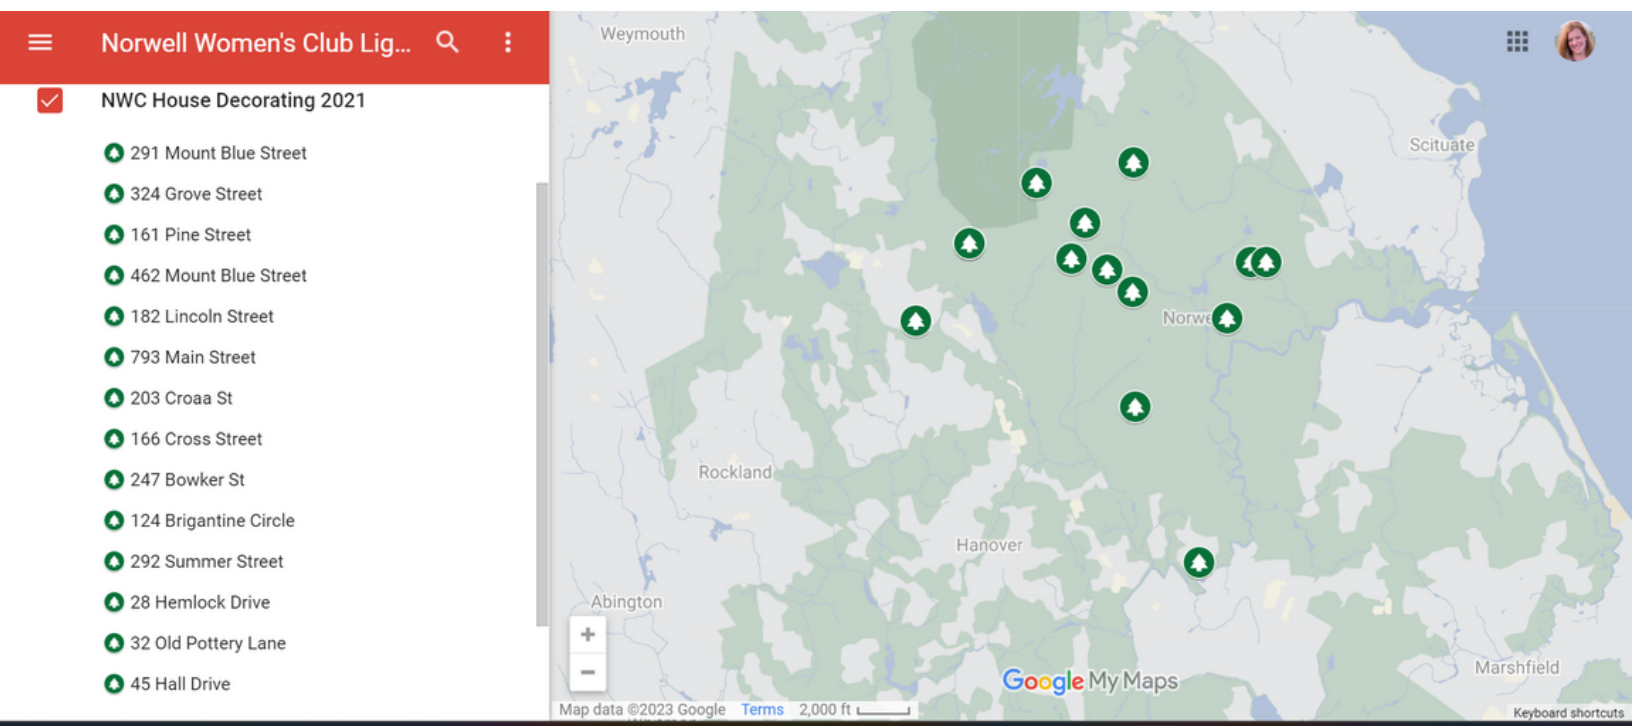 Norwell Women's Club Lig...
NWC House Decorating 2021
291 Mount Blue Street
324 Grove Street
161 Pine Street
462 Mount Blue Street
182 Lincoln Street
793 Main Street
203 Croaa St
166 Cross Street
247 Bowker St
124 Brigantine Circle
292 Summer Street
28 Hemlock Drive
32 Old Pottery Lane
45 Hall Drive
Weymouth
Scituate
Norwe
Rockland
Hanover
Abington
Marshfield
Google My Maps
Map data ©2023 Google Terms 2,000 ft
Keyboard shortcuts